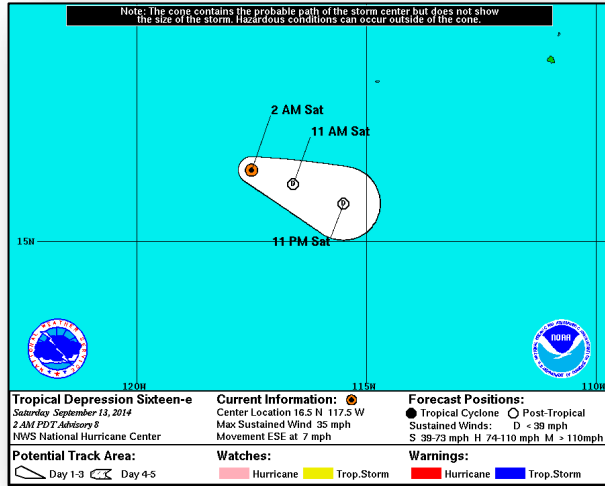 Note: The cone contains the probable path of the storm center but does not show
the size of the storm. Hazardous conditions can occur outside of the cone.
2 AM Sat
11 AM Sat
D
D
11 PM Sat
15N
NATIONAL WEATHER SERVICE
NOAA
120W
115W
110W
Tropical Depression Sixteen-e
Saturday September 13, 2014
2 AM PDT Advisory 8
NWS National Hurricane Center
Current Information:
Center Location 16.5 N 117.5 W
Max Sustained Wind 35 mph
Movement ESE at 7 mph
Forecast Positions:
Tropical Cyclone Post-Tropical
Sustained Winds: D < 39 mph
S 39-73 mph H 74-110 mph M > 110mph
Potential Track Area:
Day 1-3 Day 4-5
Watches:
Hurricane Trop.Storm
Warnings:
Hurricane Trop.Storm